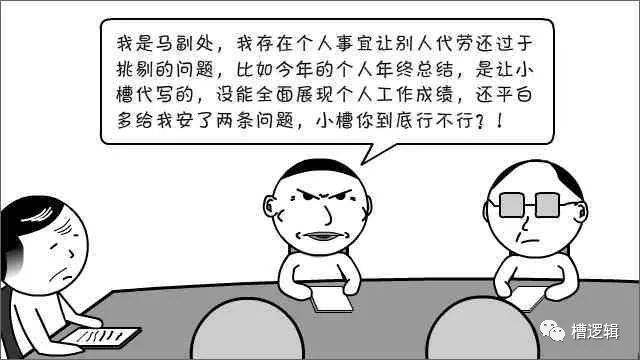 我是马副处，我存在个人事宜让别人代劳还过于
挑剔的问题，比如今年的个人年终总结，是让小
槽代写的，没能全面展现个人工作成绩，还平白
多给我安了两条问题，小槽你到底行不行？！
槽逻辑